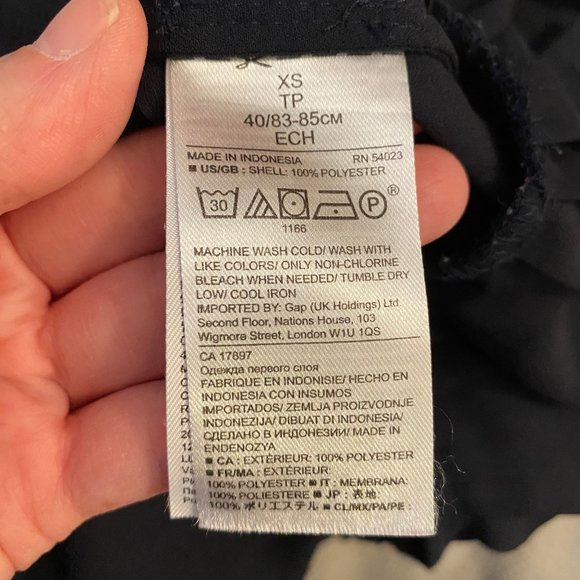 XS
TP
40/83-85см
ECH
MADE IN INDONESIA RN 54023
US/GB : SHELL: 100% POLYESTER
30 P ®
1166
MACHINE WASH COLD/ WASH WITH
LIKE COLORS/ ONLY NON-CHLORINE
BLEACH WHEN NEEDED/ TUMBLE DRY
LOW/ COOL IRON
IMPORTED BY: Gap (UK Holdings) Ltd.
Second Floor, Nations House, 103
Wigmore Street, London W1U 1QS
CA 17897
Одежда первого слоя
FABRIQUE EN INDONISIE/ HECHO EN
INDONESIA CON INSUMOS
IMPORTADOS/ ZEMLJA PROIZVODNJE
INDONEZIJA/ DIBUAT DI INDONESIA/
СДЕЛАНО В ИНДОНЕЗИИ/ MADE IN
ENDENOZYA
CA : EXTÉRIEUR: 100% POLYESTER
FR/MA : EXTÉRIEUR:
100% POLYESTER IT : MEMBRANA:
100% POLIESTERE JP : 表地:
100% ポリエステル CL/MX/PA/PE :